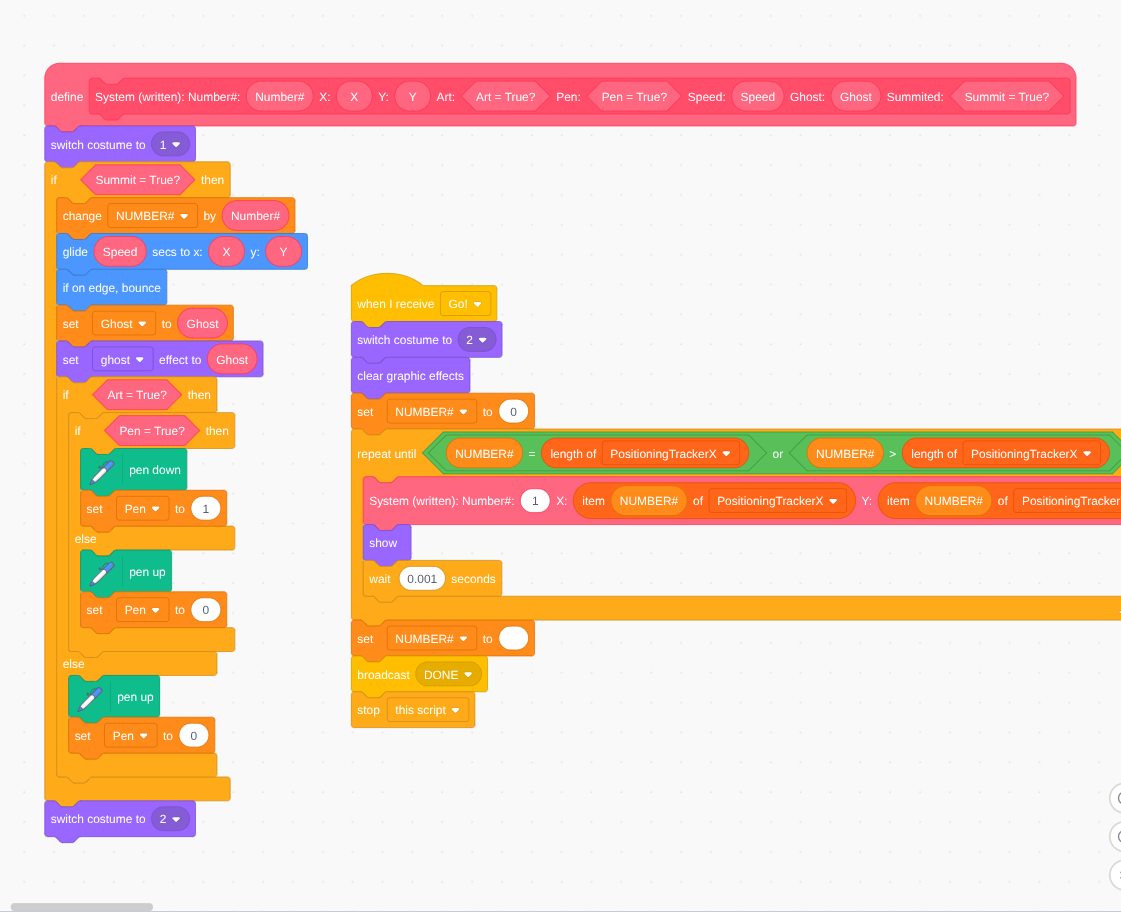 define System (written): Number#: Number# X: X Y: Y Art: Art = True? Pen: Pen = True? Speed: Speed Ghost: Ghost Summited: Summit = True?
switch costume to 1
if Summit = True? then
change NUMBER# by Number#
glide Speed secs to x: X y: Y
if on edge, bounce
set Ghost to Ghost
set ghost effect to Ghost
if Art = True? then
if Pen = True? then
pen down
set Pen to 1
else
pen up
set Pen to 0
else
pen up
set Pen to 0
switch costume to 2
when I receive Go!
switch costume to 2
clear graphic effects
set NUMBER# to 0
repeat until NUMBER# = length of PositioningTrackerX or NUMBER# > length of PositioningTrackerX
System (written): Number#: 1 X: item NUMBER# of PositioningTrackerX Y: item NUMBER# of PositioningTracker
show
wait 0.001 seconds
set NUMBER# to
broadcast DONE
stop this script